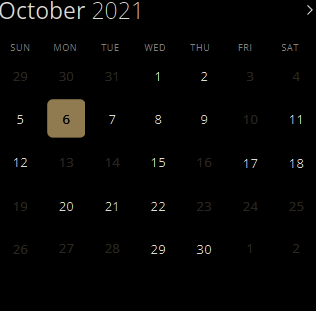 October 2021
SUN MON TUE WED THU FRI SAT
29 30 31 1 2 3 4
5 6 7 8 9 10 11
12 13 14 15 16 17 18
19 20 21 22 23 24 25
26 27 28 29 30 1 2